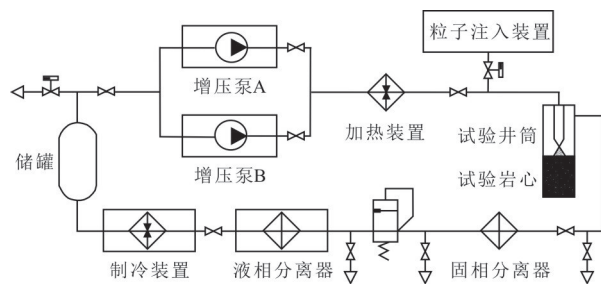 粒子注入装置
增压泵A
加热装置
试验井筒
储罐
增压泵B
试验岩心
制冷装置
液相分离器
固相分离器